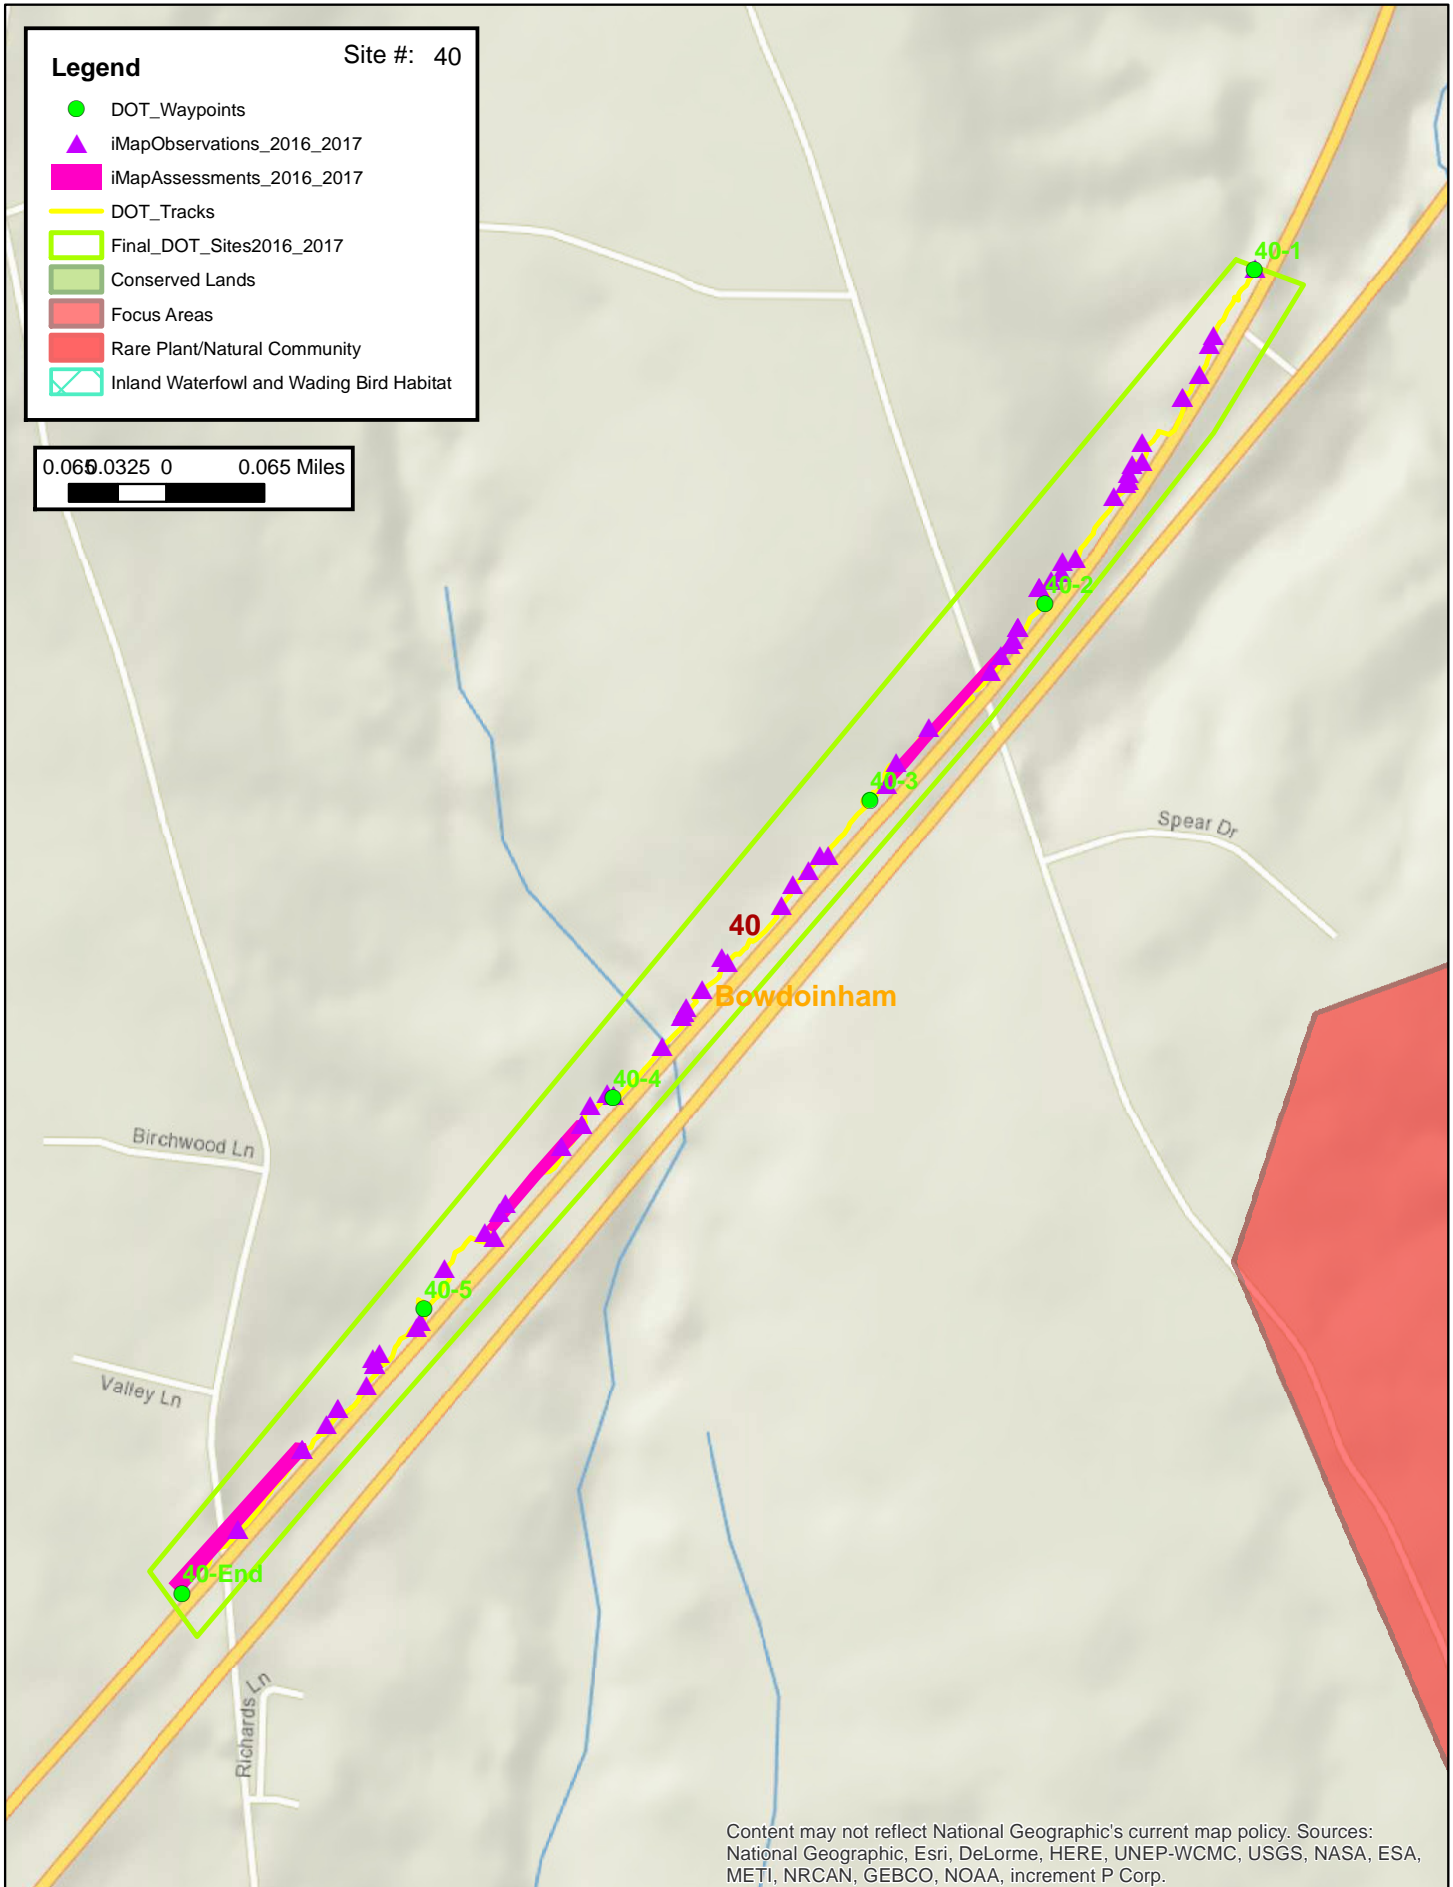 Legend
Site #: 40
DOT_Waypoints
iMapObservations_2016_2017
iMapAssessments_2016_2017
DOT_Tracks
Final_DOT_Sites2016_2017
Conserved Lands
Focus Areas
Rare Plant/Natural Community
Inland Waterfowl and Wading Bird Habitat
0.065 0.0325 0 0.065 Miles
40-1
40-2
40-3
Spear Dr
40
Bowdoinham
40-4
Birchwood Ln
40-5
Valley Ln
40-End
Richards Ln
Content may not reflect National Geographic's current map policy. Sources:
National Geographic, Esri, DeLorme, HERE, UNEP-WCMC, USGS, NASA, ESA,
METI, NRCAN, GEBCO, NOAA, increment P Corp.